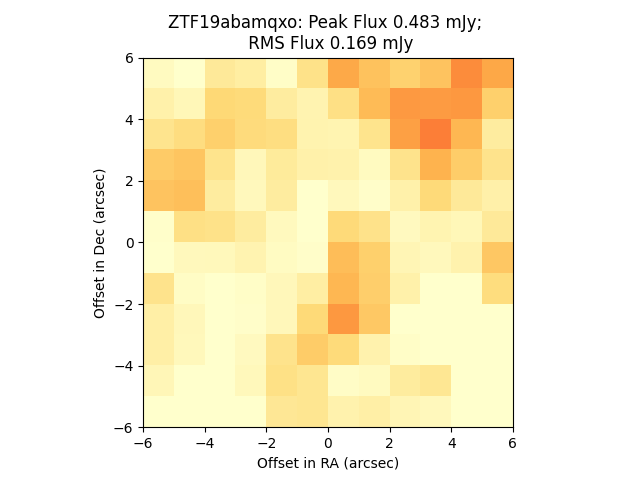 ZTF19abamqxo: Peak Flux 0.483 mJy;
RMS Flux 0.169 mJy
6
4
2
0
−2
−4
−6
Offset in Dec (arcsec)
−6 −4 −2 0 2 4 6
Offset in RA (arcsec)